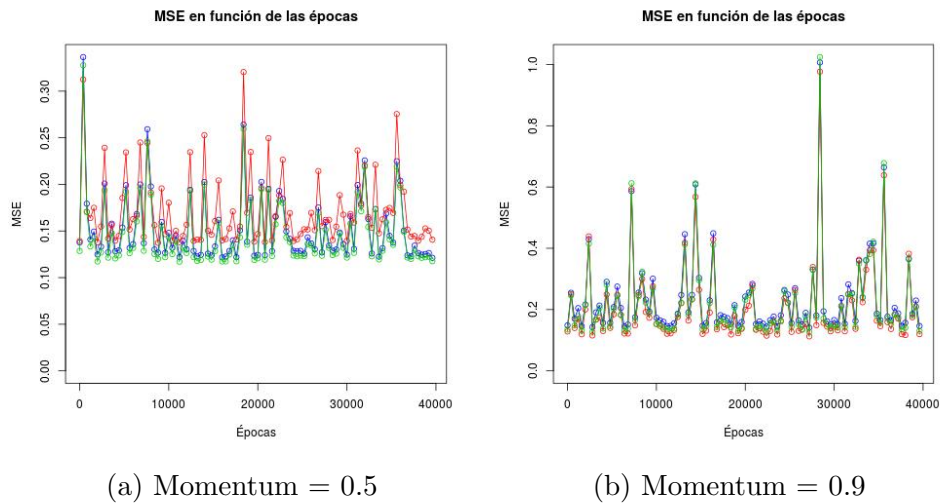 MSE en función de las épocas
MSE
0.00
0.05
0.10
0.15
0.20
0.25
0.30
0
10000
20000
30000
40000
Épocas
(a) Momentum = 0.5
MSE en función de las épocas
MSE
0.0
0.2
0.4
0.6
0.8
1.0
0
10000
20000
30000
40000
Épocas
(b) Momentum = 0.9